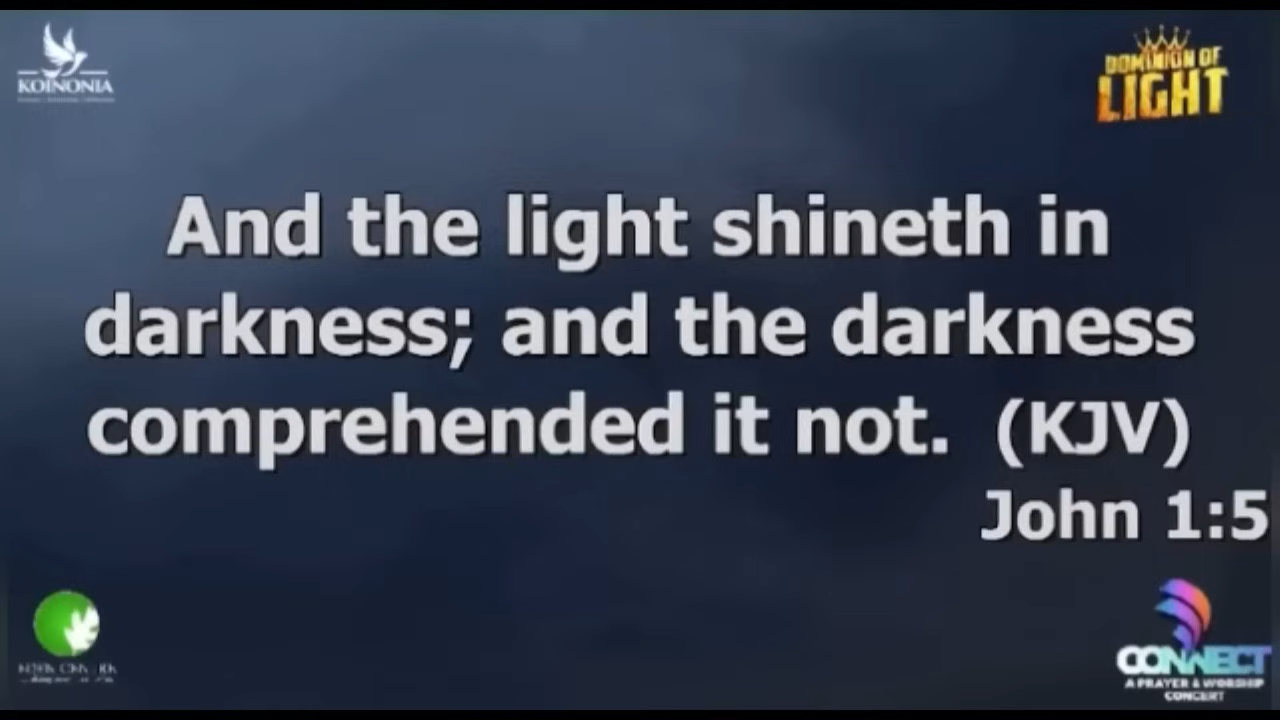 KOINONIA
DOMINION OF
LIGHT
And the light shineth in
darkness; and the darkness
comprehended it not. (KJV)
John 1:5
CONNECT
A PRAYER & WORSHIP
CONCERT